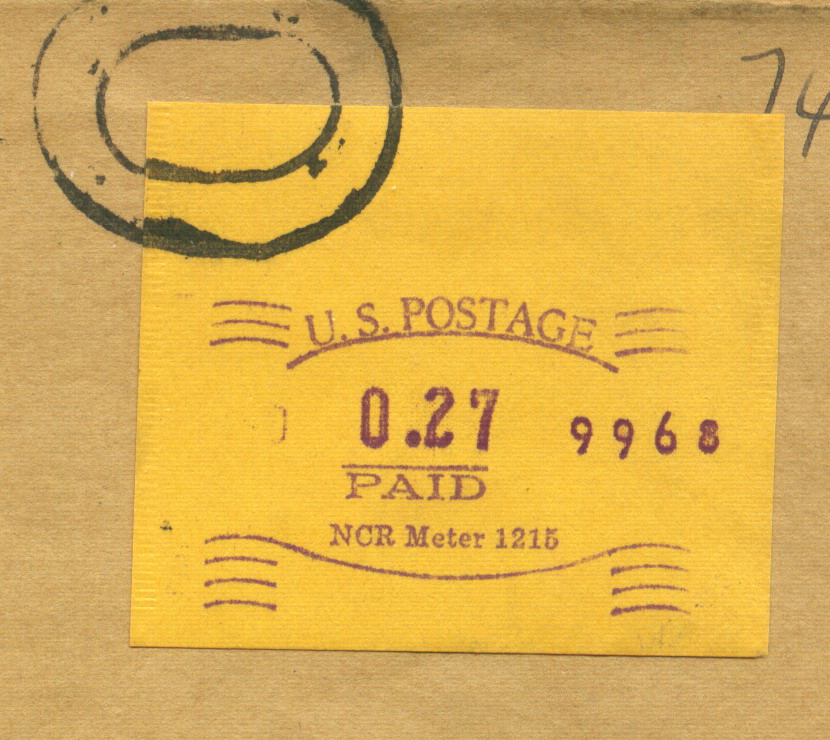 74
U.S. POSTAGE
0.27 9968
PAID
NCR Meter 1215